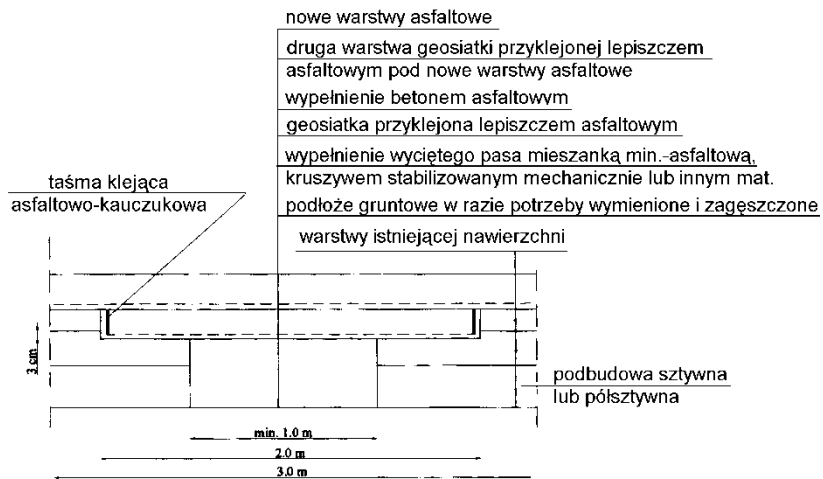 nowe warstwy asfaltowe
druga warstwa geosiatki przyklejonej lepiszczem
asfaltowym pod nowe warstwy asfaltowe
wypełnienie betonem asfaltowym
geosiatka przyklejona lepiszczem asfaltowym
wypełnienie wyciętego pasa mieszanką min.-asfaltową,
kruszywem stabilizowanym mechanicznie lub innym mat.
podłoże gruntowe w razie potrzeby wymienione i zagęszczone
warstwy istniejącej nawierzchni
taśma klejąca
asfaltowo-kauczukowa
3 cm
podbudowa sztywna
lub półsztywna
min. 1.0 m
2.0 m
3.0 m